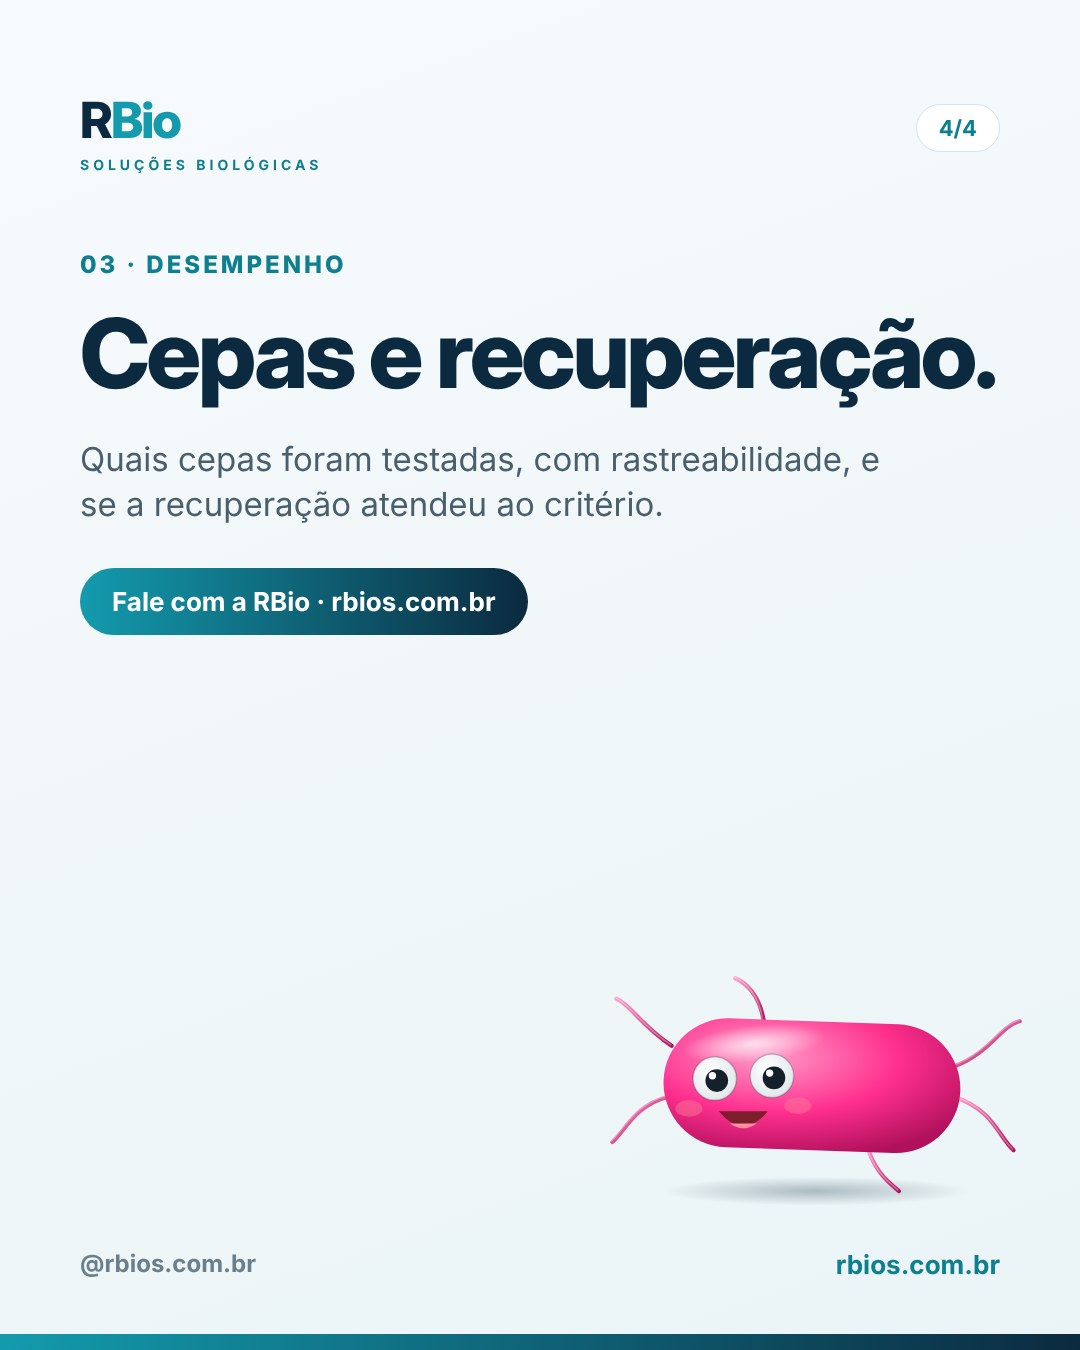 RBio
SOLUÇÕES BIOLÓGICAS
4/4
03 · DESEMPENHO
Cepas e recuperação.
Quais cepas foram testadas, com rastreabilidade, e
se a recuperação atendeu ao critério.
Fale com a RBio · rbios.com.br
@rbios.com.br
rbios.com.br